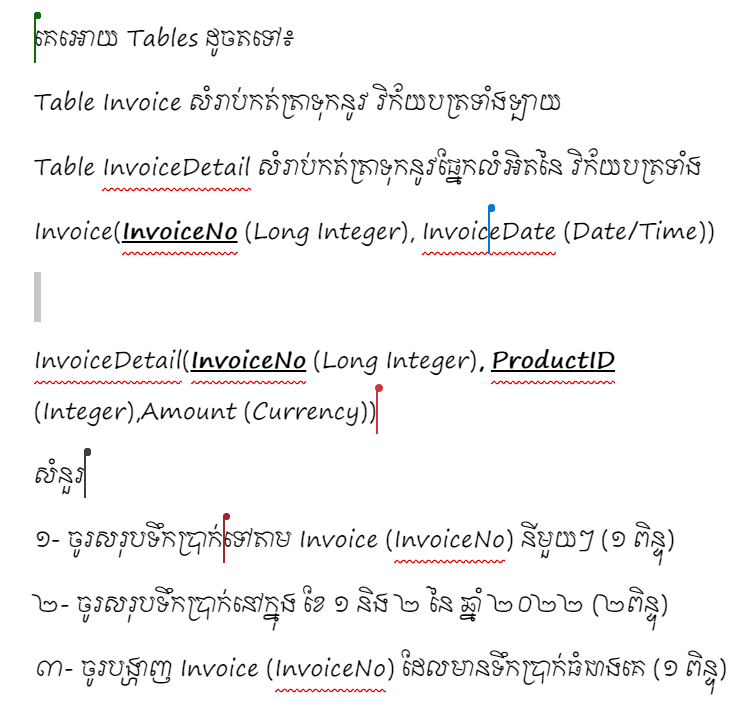 គេអោយ Tables ដូចតទៅ៖
Table Invoice សំរាប់កត់ត្រាទុកនូវ វិក័យបត្រទាំងឡាយ
Table InvoiceDetail សំរាប់កត់ត្រាទុកនូវផ្នែកលំអិតនៃ វិក័យបត្រទាំង
Invoice(InvoiceNo (Long Integer), InvoiceDate (Date/Time))
InvoiceDetail(InvoiceNo (Long Integer), ProductID
(Integer),Amount (Currency))
សំនួរ
១- ចូរសរុបទឹកប្រាក់ទៅតាម Invoice (InvoiceNo) នីមួយៗ (១ ពិន្ទុ)
២- ចូរសរុបទឹកប្រាក់នៅក្នុង ខែ ១ និង ២ នៃ ឆ្នាំ ២០២២ (២ពិន្ទុ)
៣- ចូរបង្ហាញ Invoice (InvoiceNo) ដែលមានទឹកប្រាក់ធំជាងគេ (១ ពិន្ទុ)